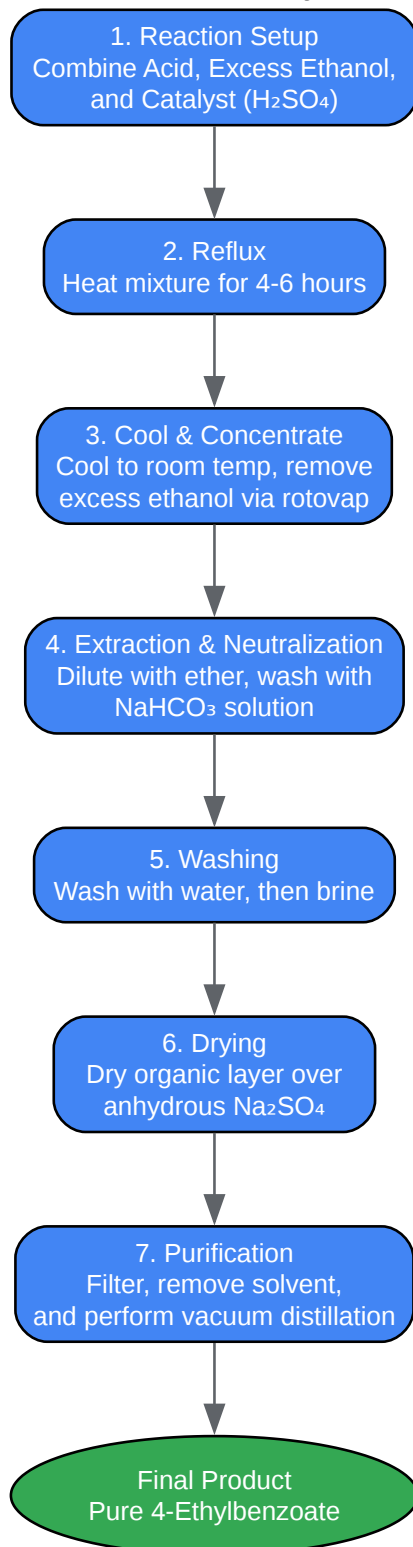 1. Reaction Setup
Combine Acid, Excess Ethanol,
and Catalyst (H₂SO₄)
2. Reflux
Heat mixture for 4-6 hours
3. Cool & Concentrate
Cool to room temp, remove
excess ethanol via rotovap
4. Extraction & Neutralization
Dilute with ether, wash with
NaHCO₃ solution
5. Washing
Wash with water, then brine
6. Drying
Dry organic layer over
anhydrous Na₂SO₄
7. Purification
Filter, remove solvent,
and perform vacuum distillation
Final Product
Pure 4-Ethylbenzoate